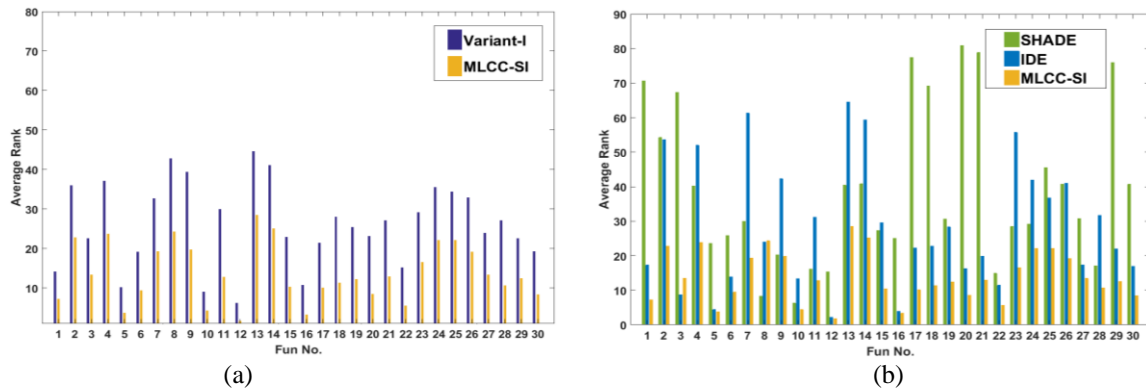 (a)
80
70
60
50
40
30
20
10
Average Rank
Variant-I
MLCC-SI
1 2 3 4 5 6 7 8 9 10 11 12 13 14 15 16 17 18 19 20 21 22 23 24 25 26 27 28 29 30
Fun No.
(a)
(b)
90
80
70
60
50
40
30
20
10
0
Average Rank
SHADE
IDE
MLCC-SI
1 2 3 4 5 6 7 8 9 10 11 12 13 14 15 16 17 18 19 20 21 22 23 24 25 26 27 28 29 30
Fun No.
(b)